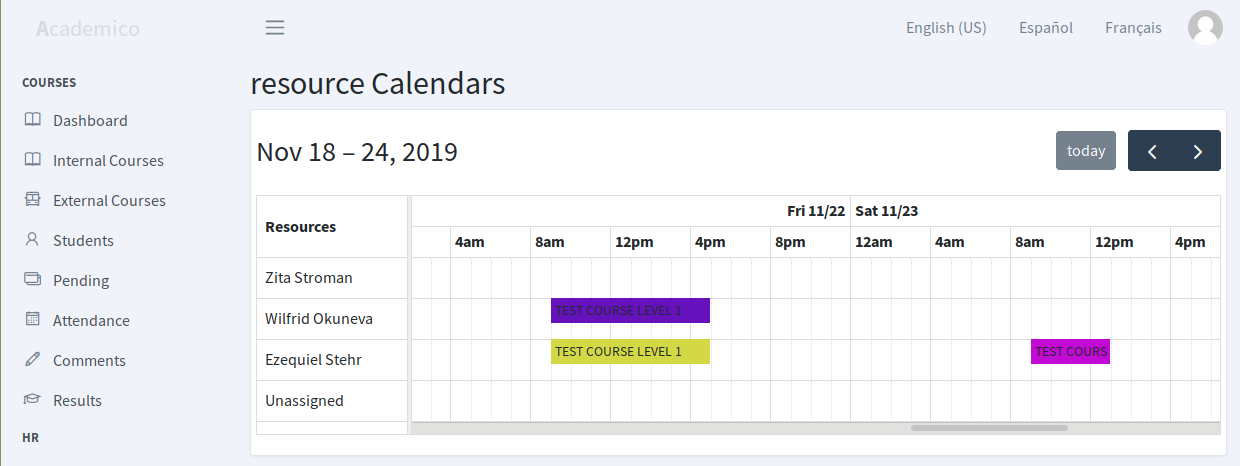 Academico
English (US) Español Français
COURSES
Dashboard
Internal Courses
External Courses
Students
Pending
Attendance
Comments
Results
HR
resource Calendars
Nov 18 – 24, 2019
today
Resources
Fri 11/22 Sat 11/23
4am 8am 12pm 4pm 8pm 12am 4am 8am 12pm 4pm
Zita Stroman
Wilfrid Okuneva TEST COURSE LEVEL 1
Ezequiel Stehr TEST COURSE LEVEL 1 TEST COURS
Unassigned